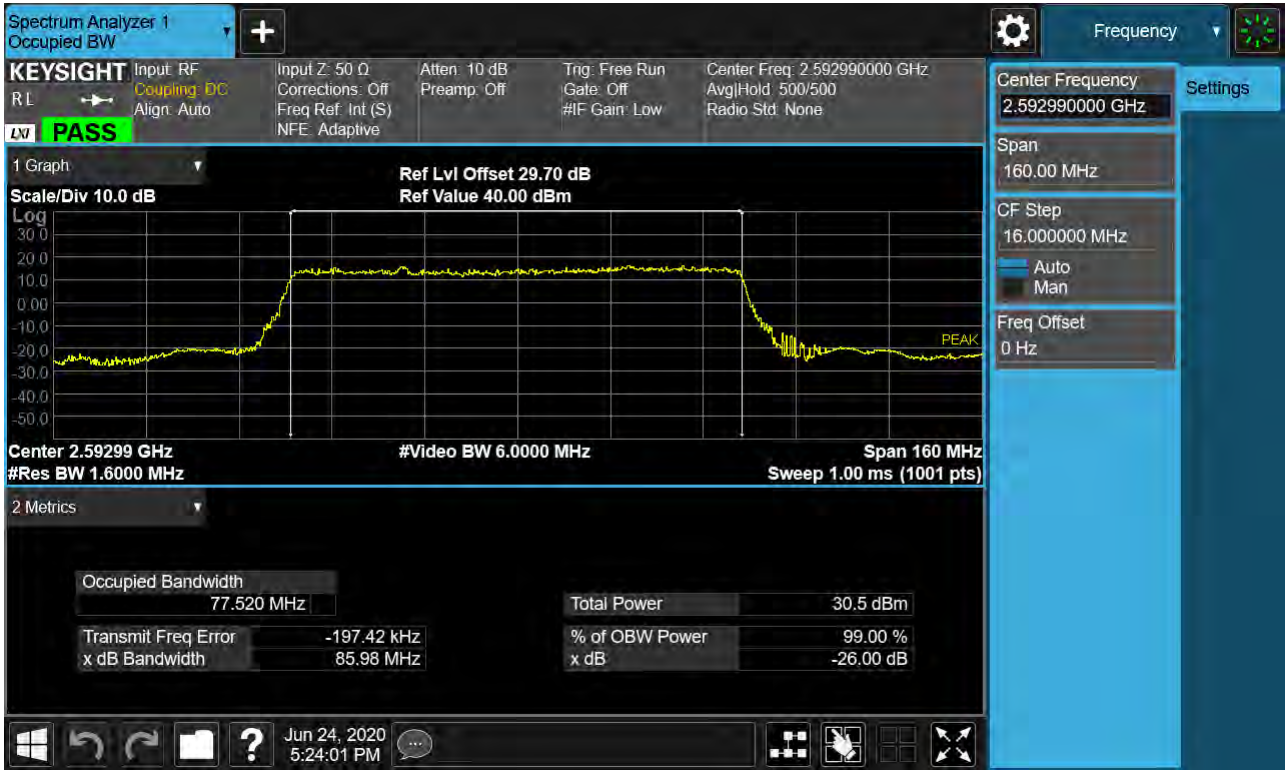 Spectrum Analyzer 1
Occupied BW
Frequency
KEYSIGHT
RL
LXI
PASS
Input: RF
Coupling: DC
Align: Auto
Input Z: 50 Ω
Corrections: Off
Freq Ref: Int (S)
NFE: Adaptive
Atten: 10 dB
Preamp: Off
Trig: Free Run
Gate: Off
#IF Gain: Low
Center Freq: 2.592990000 GHz
Avg|Hold: 500/500
Radio Std: None
Center Frequency
2.592990000 GHz
Settings
Span
160.00 MHz
CF Step
16.000000 MHz
Auto
Man
Freq Offset
0 Hz
1 Graph
Ref Lvl Offset 29.70 dB
Scale/Div 10.0 dB
Ref Value 40.00 dBm
Log
30.0
20.0
10.0
0.00
-10.0
-20.0
-30.0
-40.0
-50.0
PEAK
Center 2.59299 GHz
#Video BW 6.0000 MHz
Span 160 MHz
#Res BW 1.6000 MHz
Sweep 1.00 ms (1001 pts)
2 Metrics
Occupied Bandwidth
77.520 MHz
Total Power 30.5 dBm
Transmit Freq Error -197.42 kHz
% of OBW Power 99.00 %
x dB Bandwidth 85.98 MHz
x dB -26.00 dB
?
Jun 24, 2020
5:24:01 PM